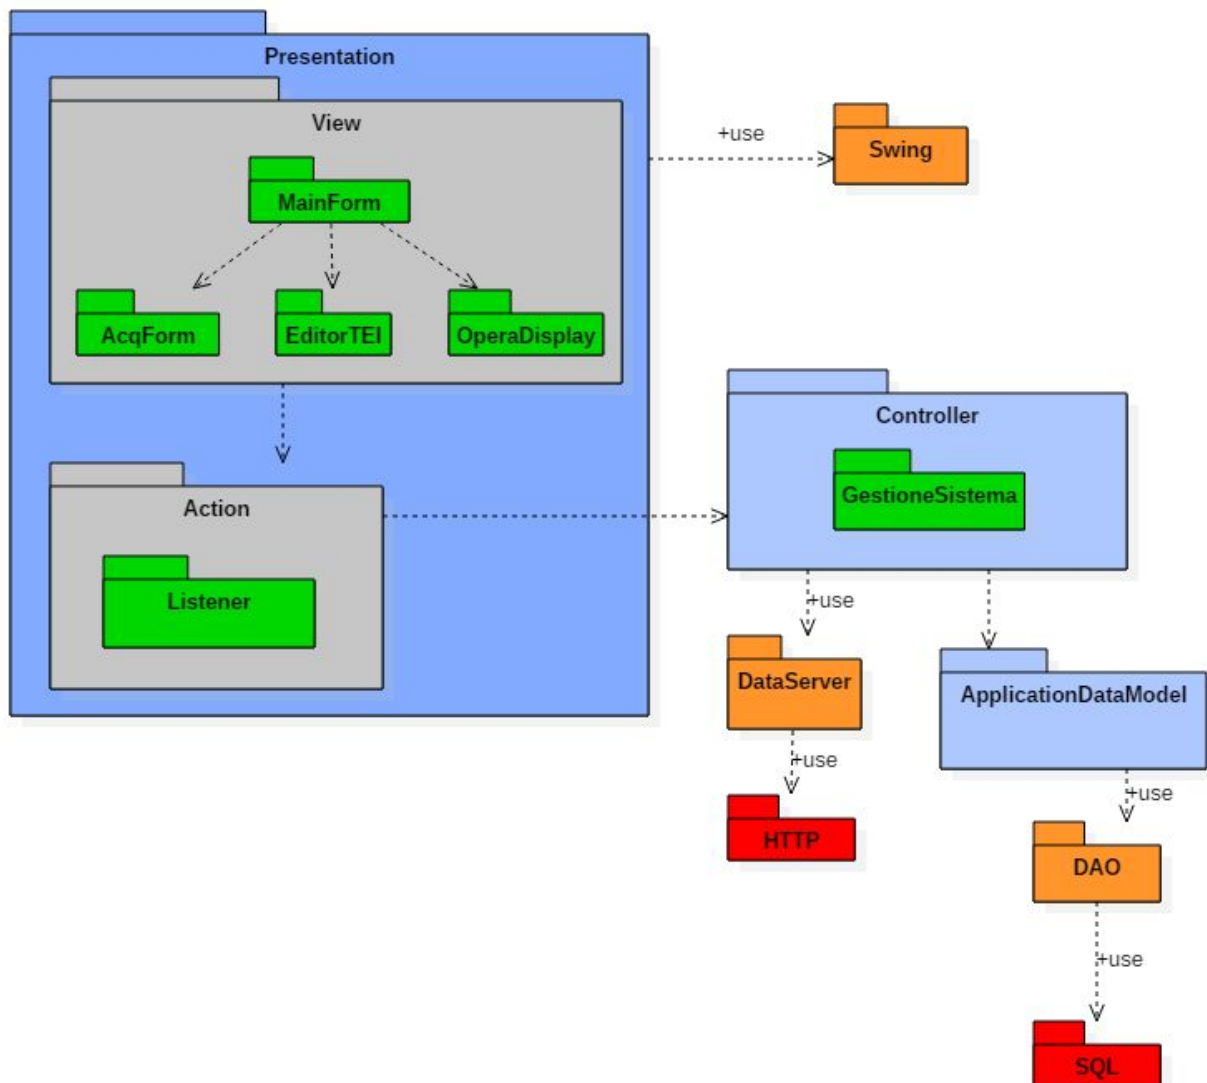 Presentation
View
MainForm
AcqForm
EditorTEI
OperaDisplay
+use
Swing
Action
Listener
Controller
GestioneSistema
+use
DataServer
+use
HTTP
ApplicationDataModel
+use
DAO
+use
SQL